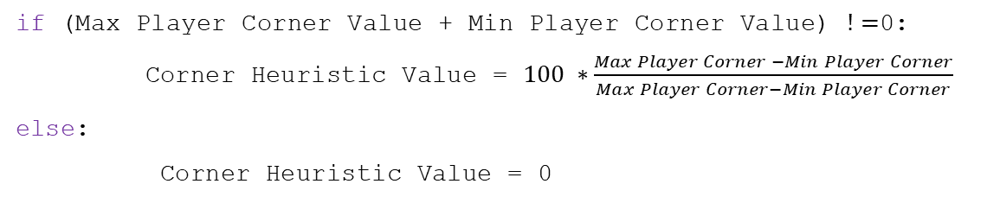 if (Max Player Corner Value + Min Player Corner Value) !=0:
Corner Heuristic Value = 100 * \frac{Max Player Corner −Min Player Corner}{Max Player Corner−Min Player Corner}
else:
Corner Heuristic Value = 0